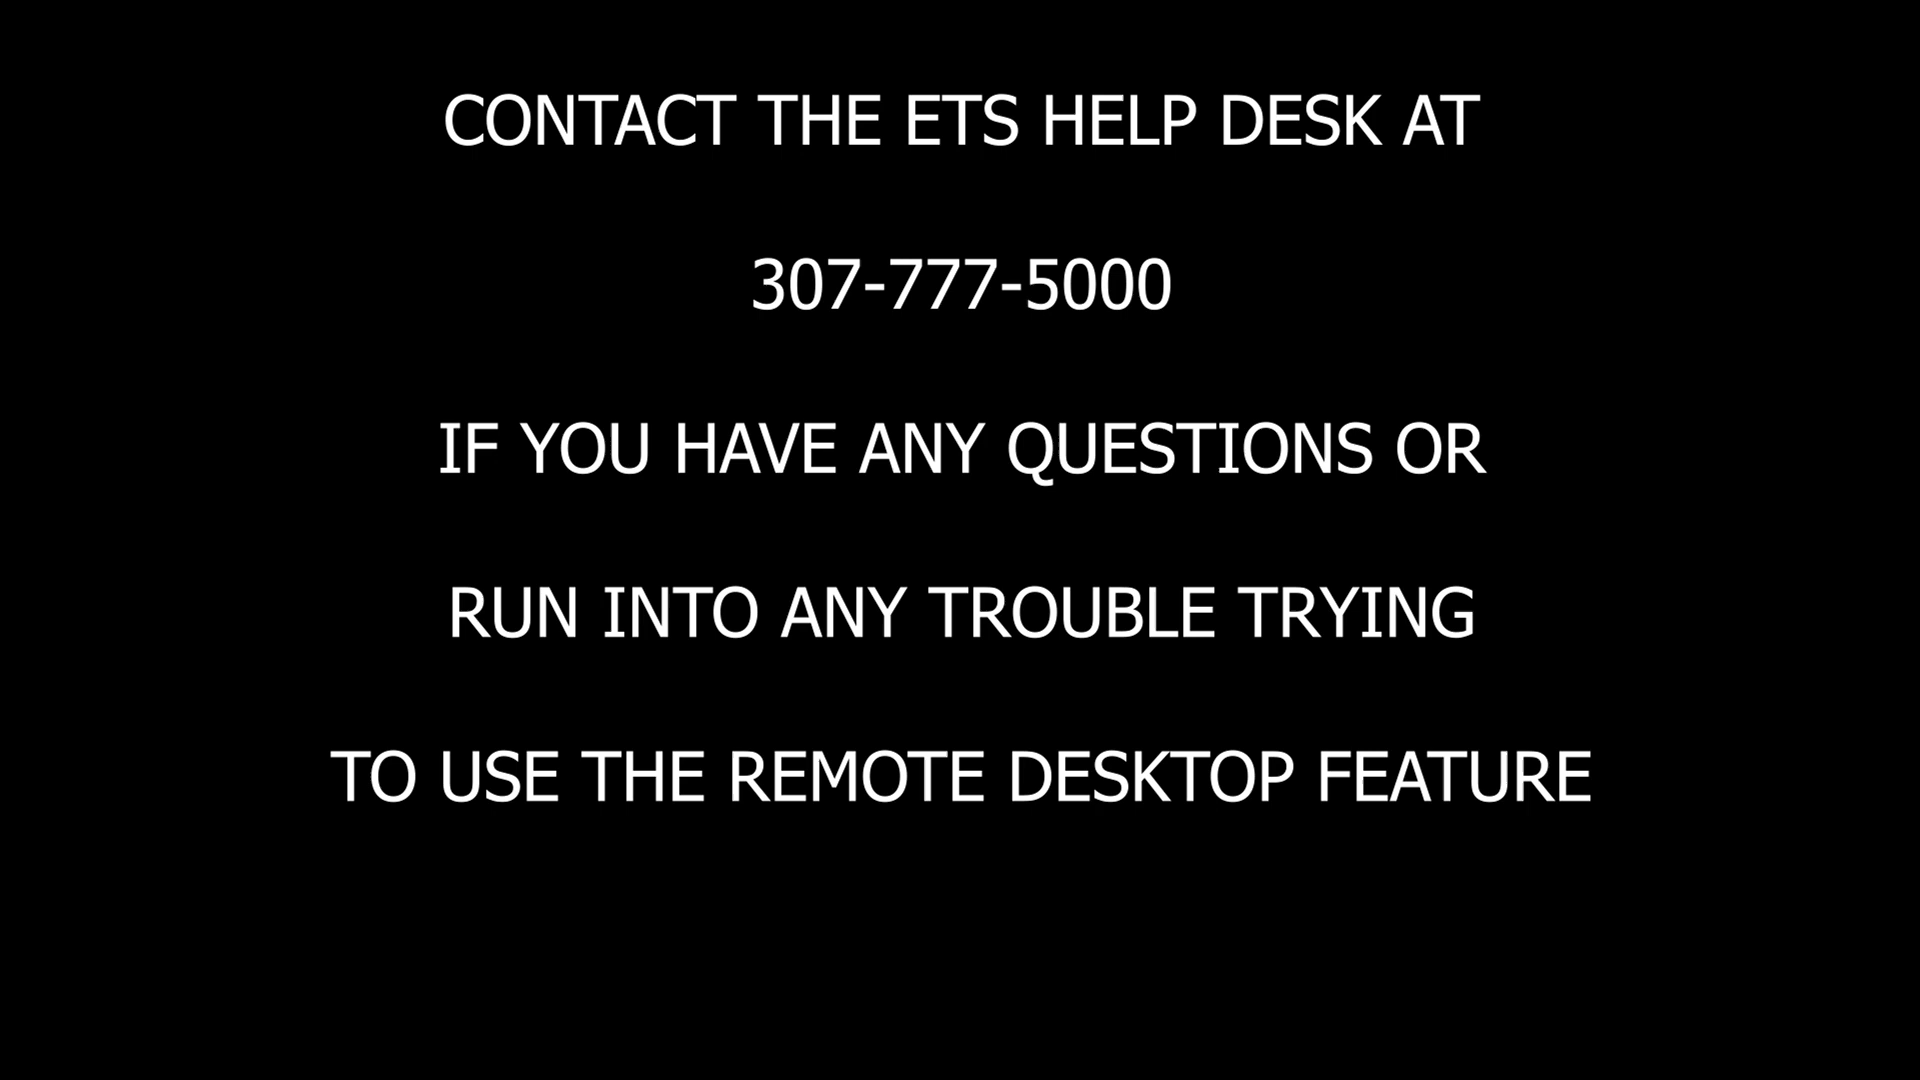 CONTACT THE ETS HELP DESK AT
307-777-5000
IF YOU HAVE ANY QUESTIONS OR
RUN INTO ANY TROUBLE TRYING
TO USE THE REMOTE DESKTOP FEATURE